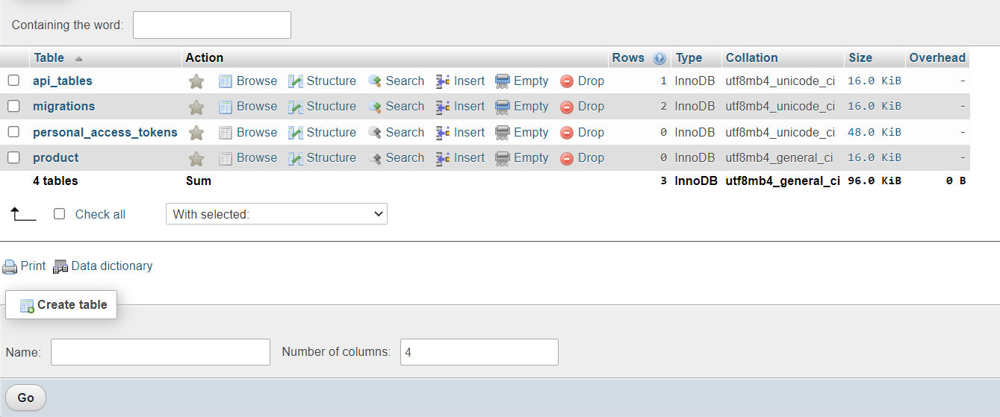 Containing the word:
Table Action Rows Type Collation Size Overhead
api_tables Browse Structure Search Insert Empty Drop 1 InnoDB utf8mb4_unicode_ci 16.0 KiB -
migrations Browse Structure Search Insert Empty Drop 2 InnoDB utf8mb4_unicode_ci 16.0 KiB -
personal_access_tokens Browse Structure Search Insert Empty Drop 0 InnoDB utf8mb4_unicode_ci 48.0 KiB -
product Browse Structure Search Insert Empty Drop 0 InnoDB utf8mb4_general_ci 16.0 KiB -
4 tables Sum 3 InnoDB utf8mb4_general_ci 96.0 KiB 0 B
Check all With selected:
Print Data dictionary
Create table
Name: Number of columns: 4
Go